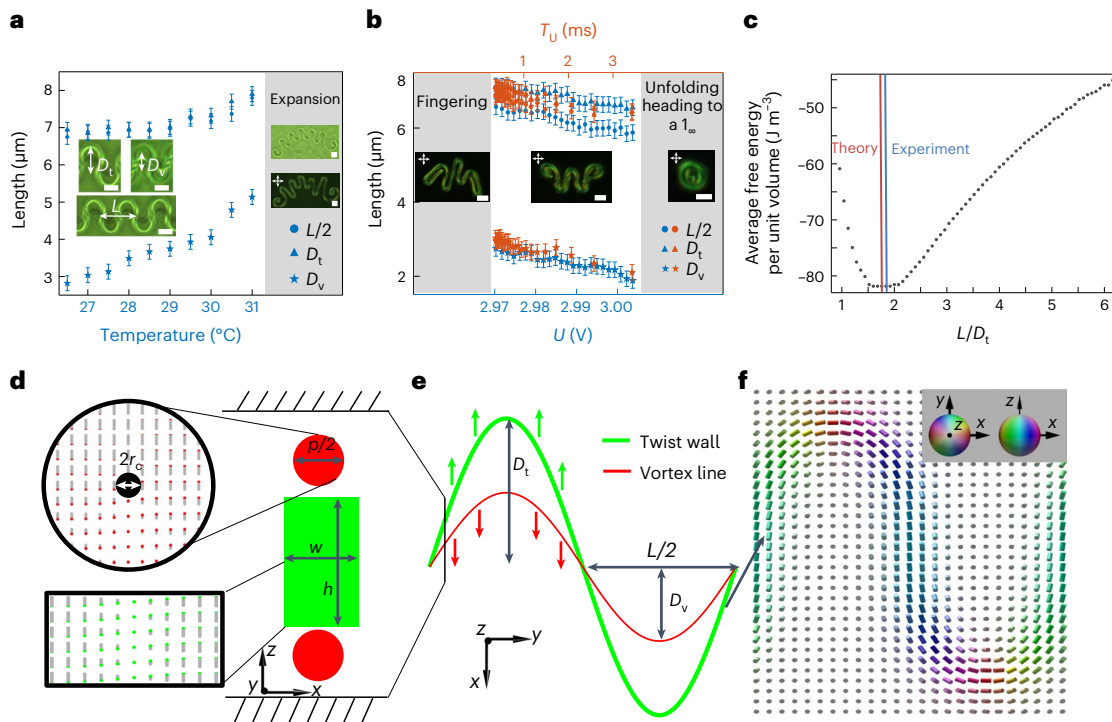 a
Length (μm)
8
7
6
5
4
3
27
28
29
30
31
Temperature (°C)
D_t
D_v
L
Expansion
L/2
D_t
D_v
b
T_U (ms)
1
2
3
Length (μm)
8
6
4
2
Fingering
Unfolding
heading to
a 1_∞
L/2
D_t
D_v
2.97
2.98
2.99
3.00
U (V)
c
Average free energy
per unit volume (J m⁻³)
−50
−60
−70
−80
Theory
Experiment
1
2
3
4
5
6
L/D_t
d
2r_c
p/2
w
h
z
y
x
e
D_t
Twist wall
Vortex line
L/2
D_v
z
y
x
f
y
z
x
z
x